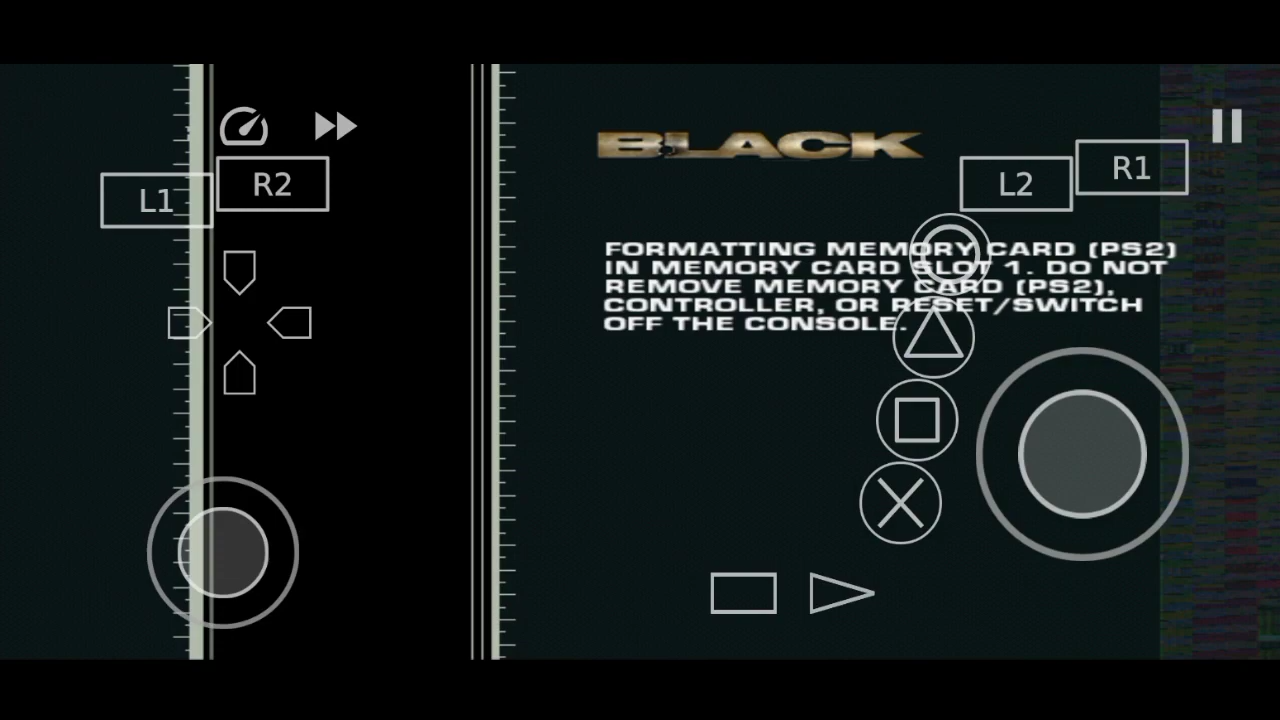 BLACK
L1
R2
L2
R1
FORMATTING MEMORY CARD (PS2)
IN MEMORY CARD SLOT 1. DO NOT
REMOVE MEMORY CARD (PS2),
CONTROLLER, OR RESET/SWITCH
OFF THE CONSOLE.